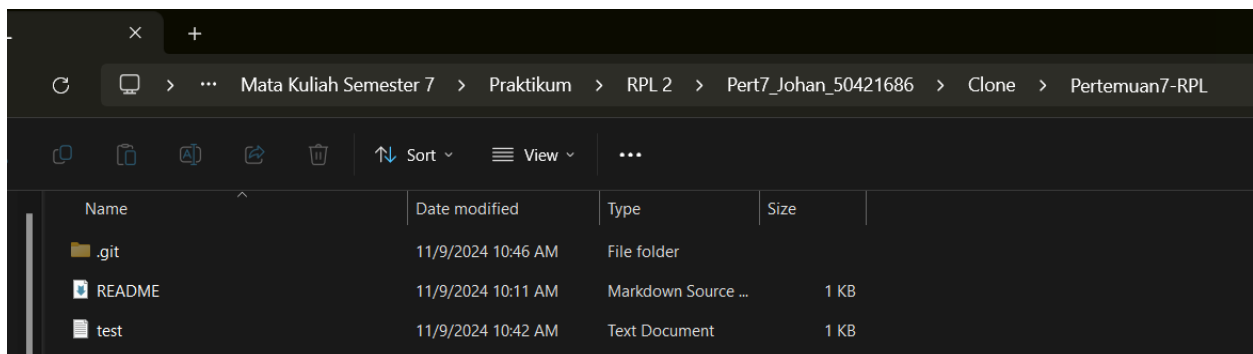 Mata Kuliah Semester 7 > Praktikum > RPL 2 > Pert7_Johan_50421686 > Clone > Pertemuan7-RPL
Sort View
Name Date modified Type Size
.git 11/9/2024 10:46 AM File folder
README 11/9/2024 10:11 AM Markdown Source ... 1 KB
test 11/9/2024 10:42 AM Text Document 1 KB